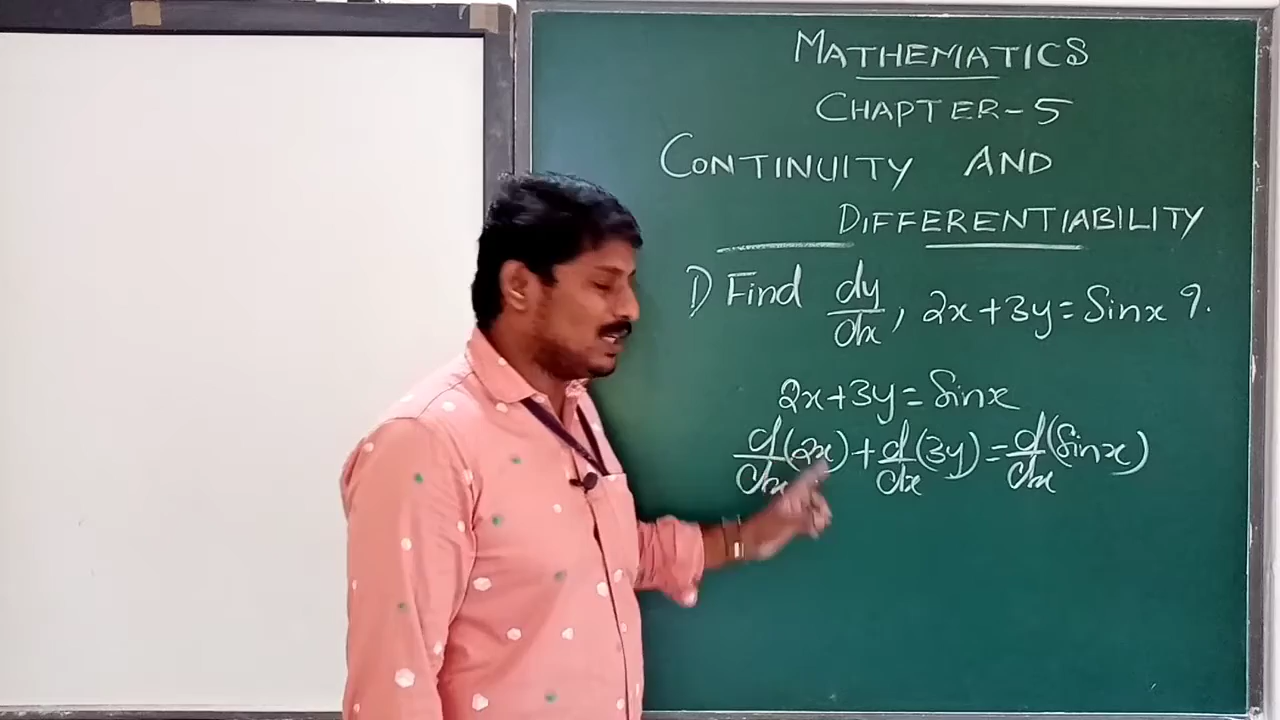 MATHEMATICS
CHAPTER-5
CONTINUITY AND
DIFFERENTIABILITY
1) Find dy/dx, 2x+3y=Sinx ?.
2x+3y=Sinx
d/dx(2x)+d/dx(3y)=d/dx(Sinx)